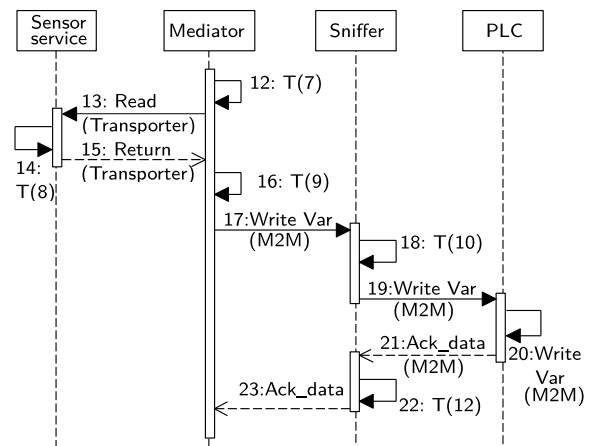 Sensor
service
Mediator
Sniffer
PLC
12: T(7)
13: Read
(Transporter)
14:
T(8)
15: Return
(Transporter)
16: T(9)
17:Write Var
(M2M)
18: T(10)
19:Write Var
(M2M)
20:Write
Var
(M2M)
21:Ack_data
(M2M)
22: T(12)
23:Ack_data